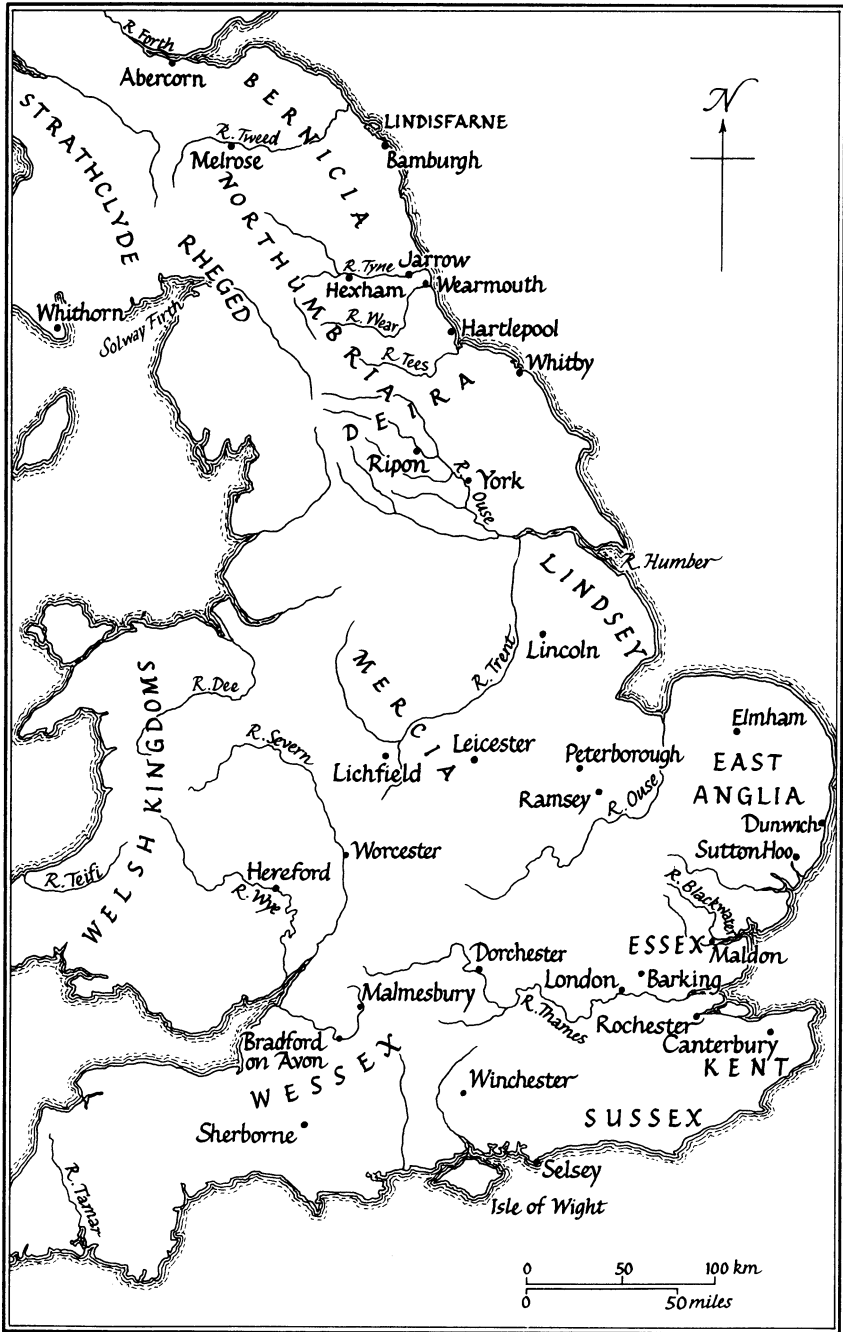 R. Forth
Abercorn
BERNICIA
STRATHCLYDE
N
LINDISFARNE
R. Tweed
Melrose
Bamburgh
NORTHUMBRIA
RHEGED
Jarrow
R. Tyne
Hexham
Wearmouth
Whithorn
Solway Firth
R. Wear
Hartlepool
R. Tees
Whitby
DEIRA
Ripon
York
R. Ouse
R. Humber
LINDSEY
Lincoln
R. Trent
MERCIA
R. Dee
WELSH KINGDOMS
R. Severn
Elmham
Leicester
Lichfield
Peterborough
EAST
ANGLIA
Ramsey
R. Ouse
Dunwich
Sutton Hoo
Worcester
Hereford
R. Teifi
R. Wye
R. Blackwater
ESSEX
Maldon
Dorchester
London
Barking
Malmesbury
R. Thames
Rochester
Canterbury
KENT
Bradford
on Avon
WESSEX
Winchester
SUSSEX
Sherborne
Selsey
Isle of Wight
R. Tamar
0 50 100 km
0 50 miles